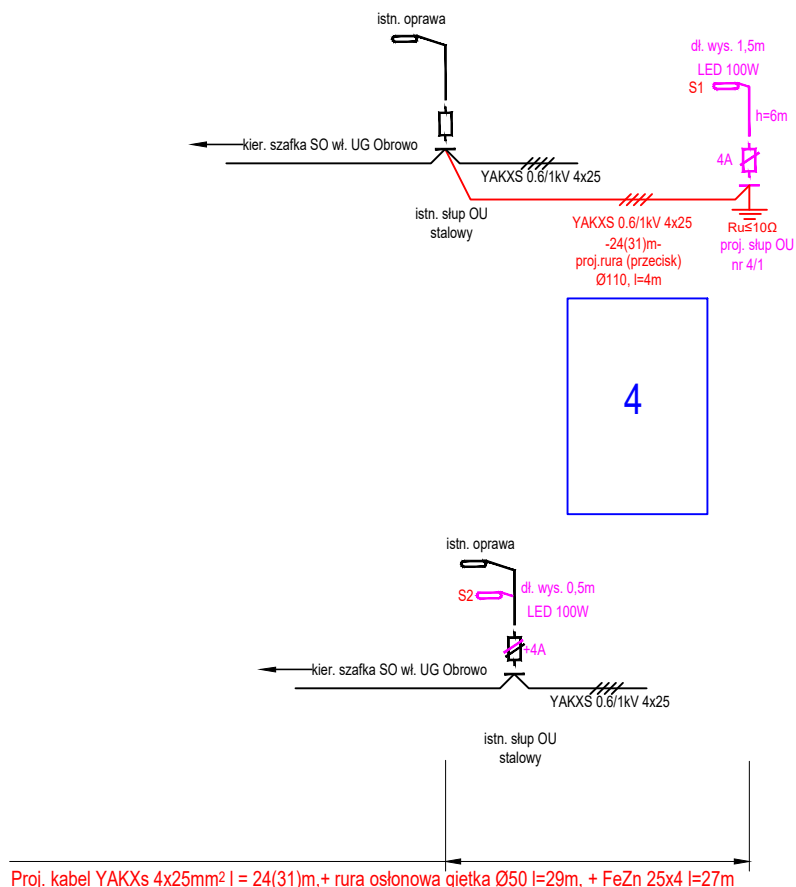 istn. oprawa
dł. wys. 1,5m
LED 100W
S1
h=6m
4A
kier. szafka SO wł. UG Obrowo
YAKXS 0.6/1kV 4x25
istn. słup OU
stalowy
YAKXS 0.6/1kV 4x25
-24(31)m-
proj.rura (przecisk)
Ø110, l=4m
Ru≤10Ω
proj. słup OU
nr 4/1
4
istn. oprawa
S2
dł. wys. 0,5m
LED 100W
+4A
kier. szafka SO wł. UG Obrowo
YAKXS 0.6/1kV 4x25
istn. słup OU
stalowy
Proj. kabel YAKXs 4x25mm² l = 24(31)m,+ rura osłonowa giętka Ø50 l=29m, + FeZn 25x4 l=27m